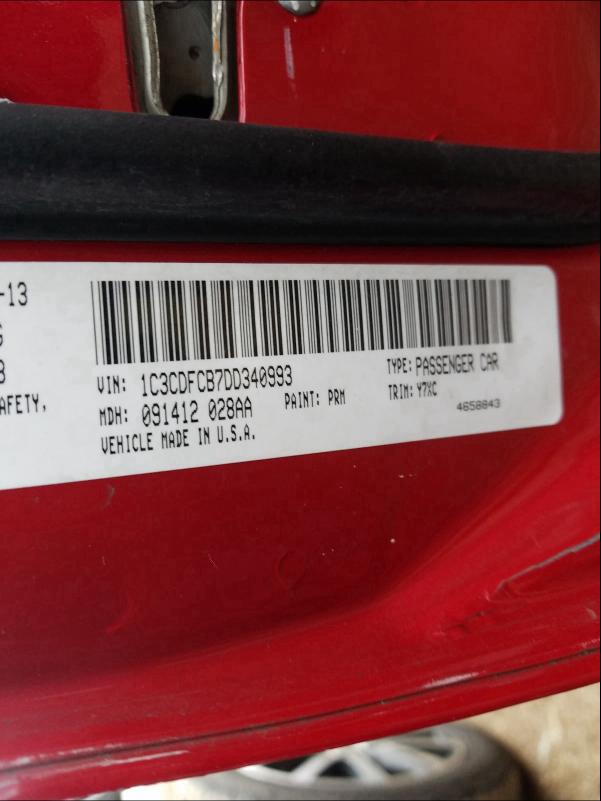 -13
VIN: 1C3CDFCB7DD340993
TYPE: PASSENGER CAR
AFETY,
MDH: 091412 028AA
PAINT: PRM
TRIM: Y7XC
VEHICLE MADE IN U.S.A.
4658843